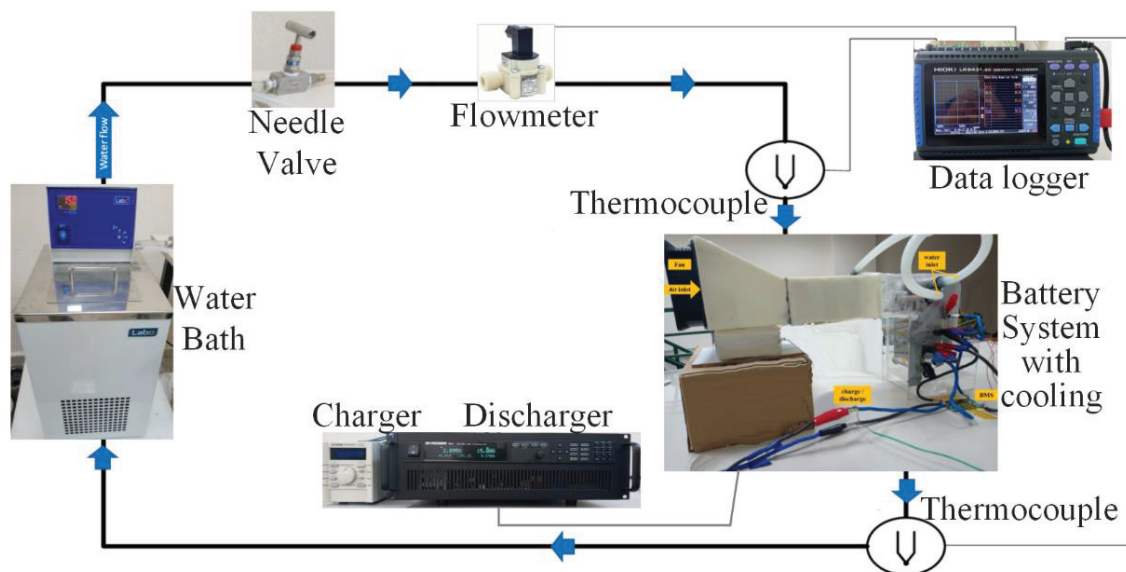 Needle
Valve
Flowmeter
HIOKI
Data logger
Water flow
Thermocouple
Fan
Air inlet
water
inlet
Battery
System
with
cooling
Water
Bath
Labo
charge /
discharge
BMS
Charger
Discharger
Thermocouple